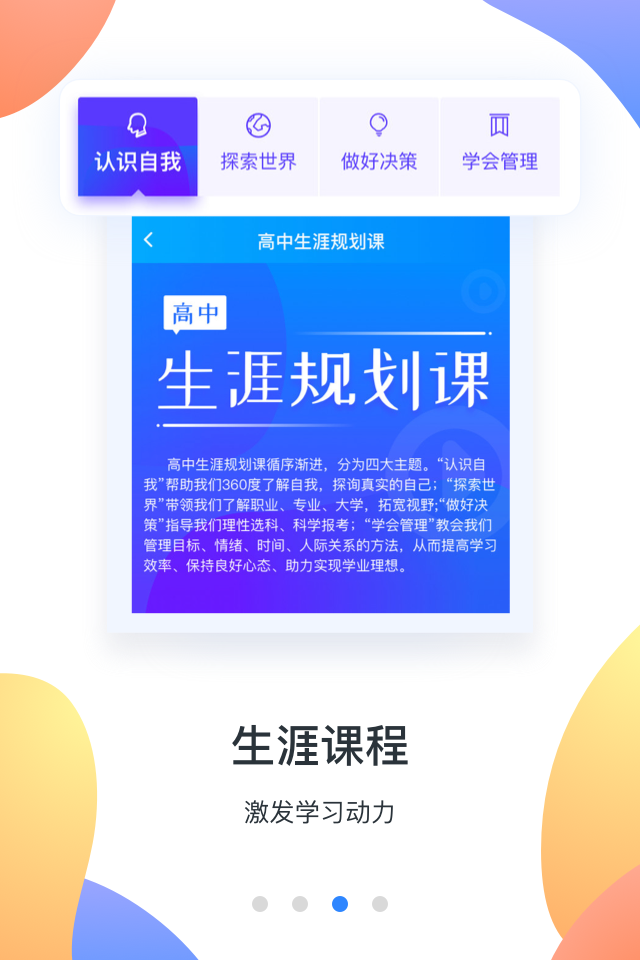 认识自我 探索世界 做好决策 学会管理
高中生涯规划课
高中
生涯规划课
高中生涯规划课循序渐进，分为四大主题。“认识自
我”帮助我们360度了解自我，探询真实的自己；“探索世
界”带领我们了解职业、专业、大学，拓宽视野;“做好决
策”指导我们理性选科、科学报考；“学会管理”教会我们
管理目标、情绪、时间、人际关系的方法，从而提高学习
效率、保持良好心态、助力实现学业理想。
生涯课程
激发学习动力